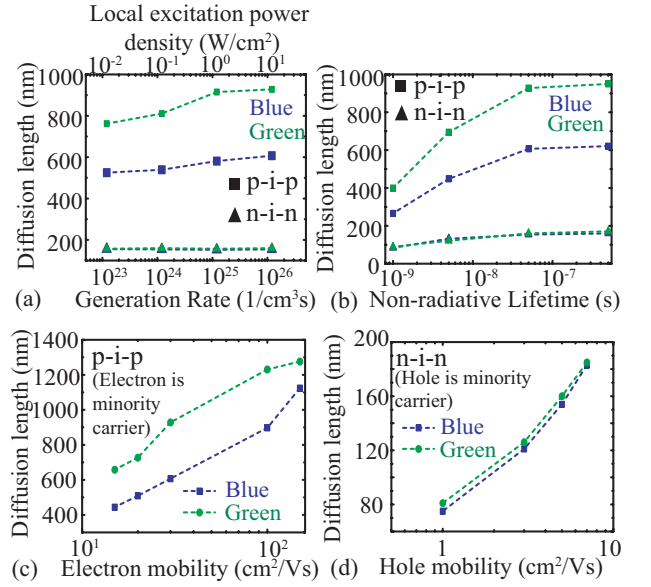 Local excitation power
density (W/cm²)
10⁻² 10⁻¹ 10⁰ 10¹
1000
800
600
400
200
Diffusion length (nm)
Blue
Green
p-i-p
n-i-n
10²³ 10²⁴ 10²⁵ 10²⁶
(a) Generation Rate (1/cm³s)
1000
800
600
400
200
0
Diffusion length (nm)
p-i-p
n-i-n
Blue
Green
10⁻⁹ 10⁻⁸ 10⁻⁷
(b) Non-radiative Lifetime (s)
1400
1200
1000
800
600
400
Diffusion length (nm)
p-i-p
(Electron is
minority
carrier)
Blue
Green
10¹ 10²
(c) Electron mobility (cm²/Vs)
200
160
120
80
Diffusion length (nm)
n-i-n
(Hole is minority
carrier)
Blue
Green
1 10
(d) Hole mobility (cm²/Vs)